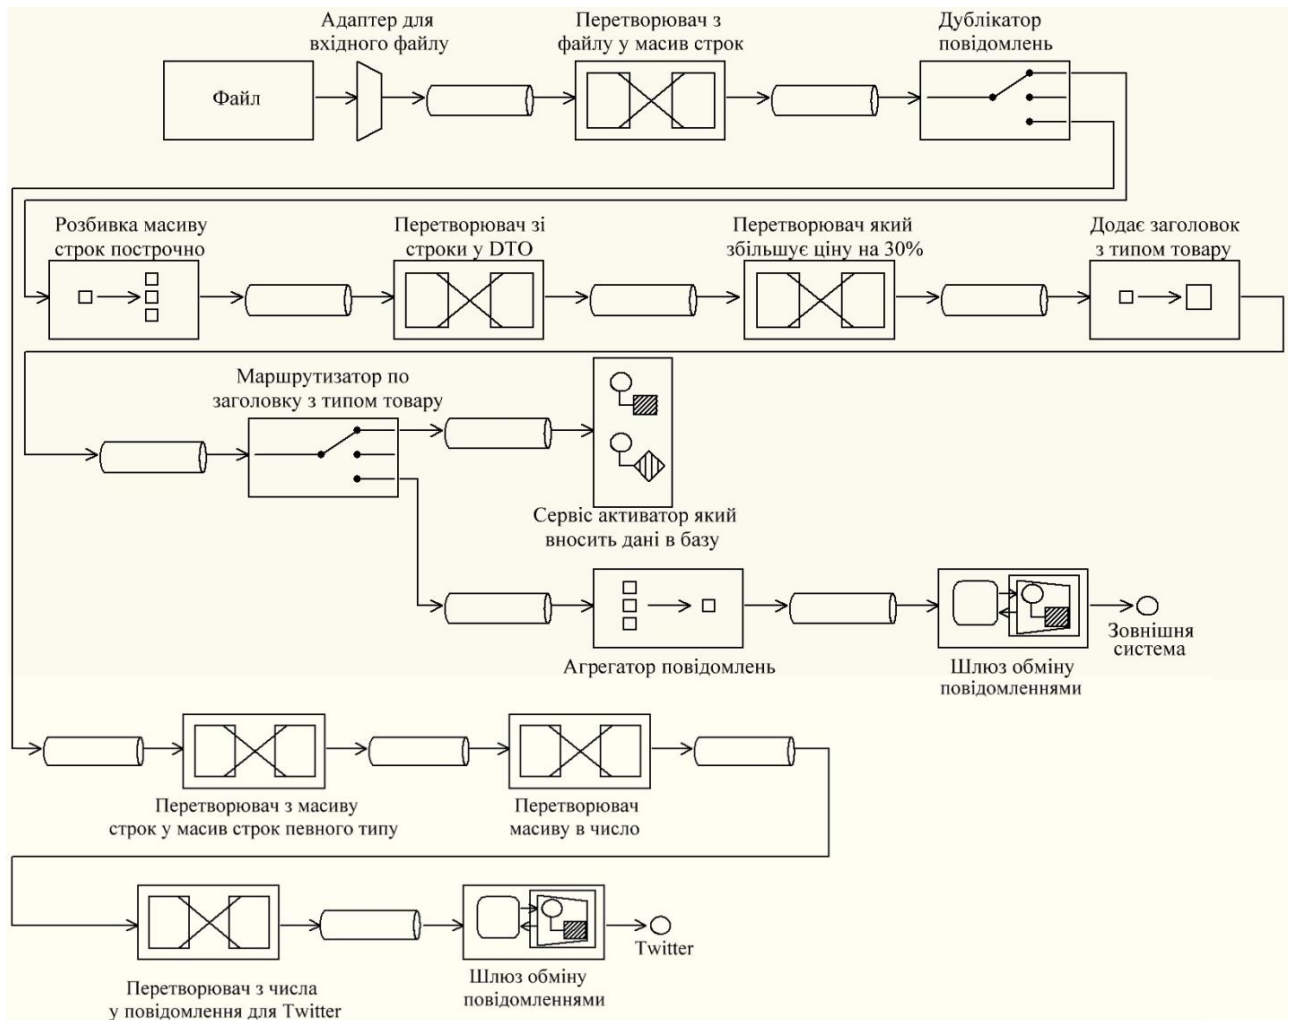 Адаптер для
вхідного файлу
Перетворювач з
файлу у масив строк
Дублікатор
повідомлень
Файл
Розбивка масиву
строк построчно
Перетворювач зі
строки у DTO
Перетворювач який
збільшує ціну на 30%
Додає заголовок
з типом товару
Маршрутизатор по
заголовку з типом товару
Сервіс активатор який
вносить дані в базу
Агрегатор повідомлень
Шлюз обміну
повідомленнями
Зовнішня
система
Перетворювач з масиву
строк у масив строк певного типу
Перетворювач
масиву в число
Перетворювач з числа
у повідомлення для Twitter
Шлюз обміну
повідомленнями
Twitter